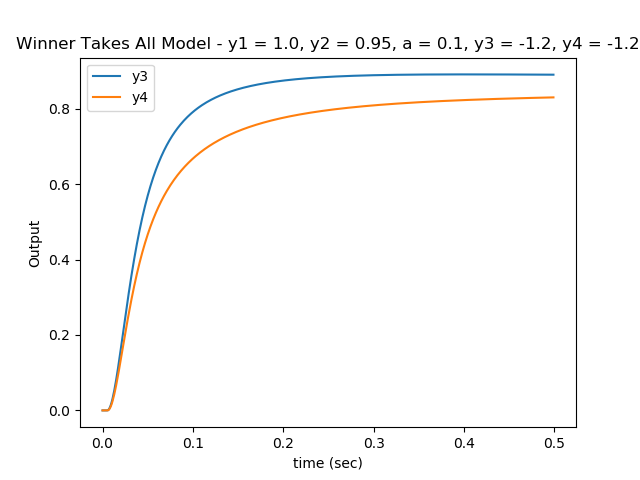 Winner Takes All Model - y1 = 1.0, y2 = 0.95, a = 0.1, y3 = -1.2, y4 = -1.2
y3
y4
Output
0.8
0.6
0.4
0.2
0.0
0.0 0.1 0.2 0.3 0.4 0.5
time (sec)